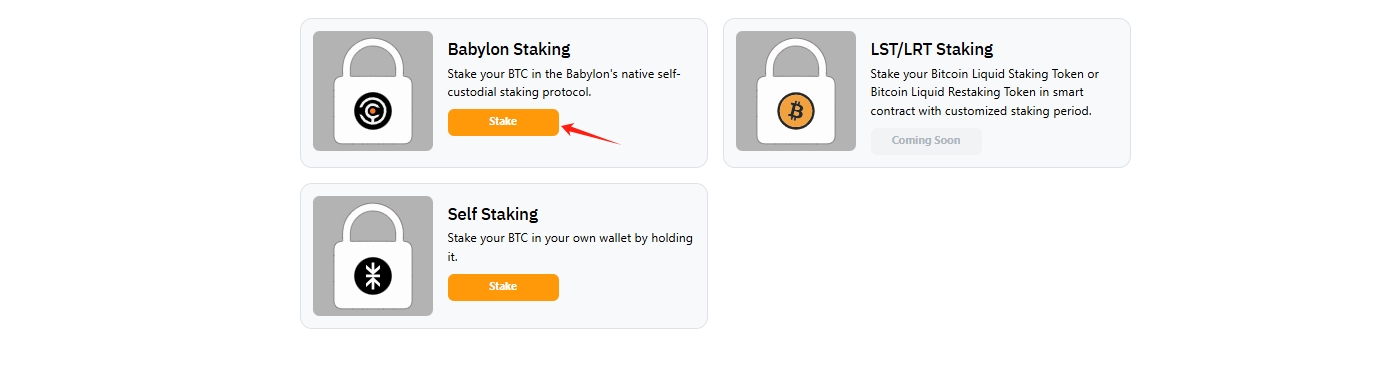 Babylon Staking
Stake your BTC in the Babylon's native self-
custodial staking protocol.
Stake
LST/LRT Staking
Stake your Bitcoin Liquid Staking Token or
Bitcoin Liquid Restaking Token in smart
contract with customized staking period.
Coming Soon
Self Staking
Stake your BTC in your own wallet by holding
it.
Stake